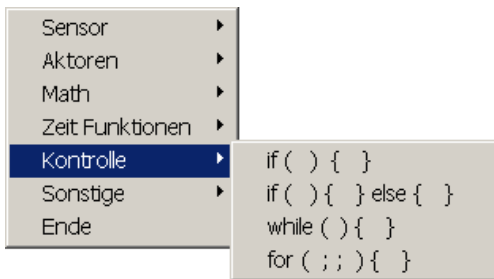 Sensor
Aktoren
Math
Zeit Funktionen
Kontrolle
Sonstige
Ende
if ( ) { }
if ( ) { } else { }
while ( ) { }
for ( ; ; ) { }